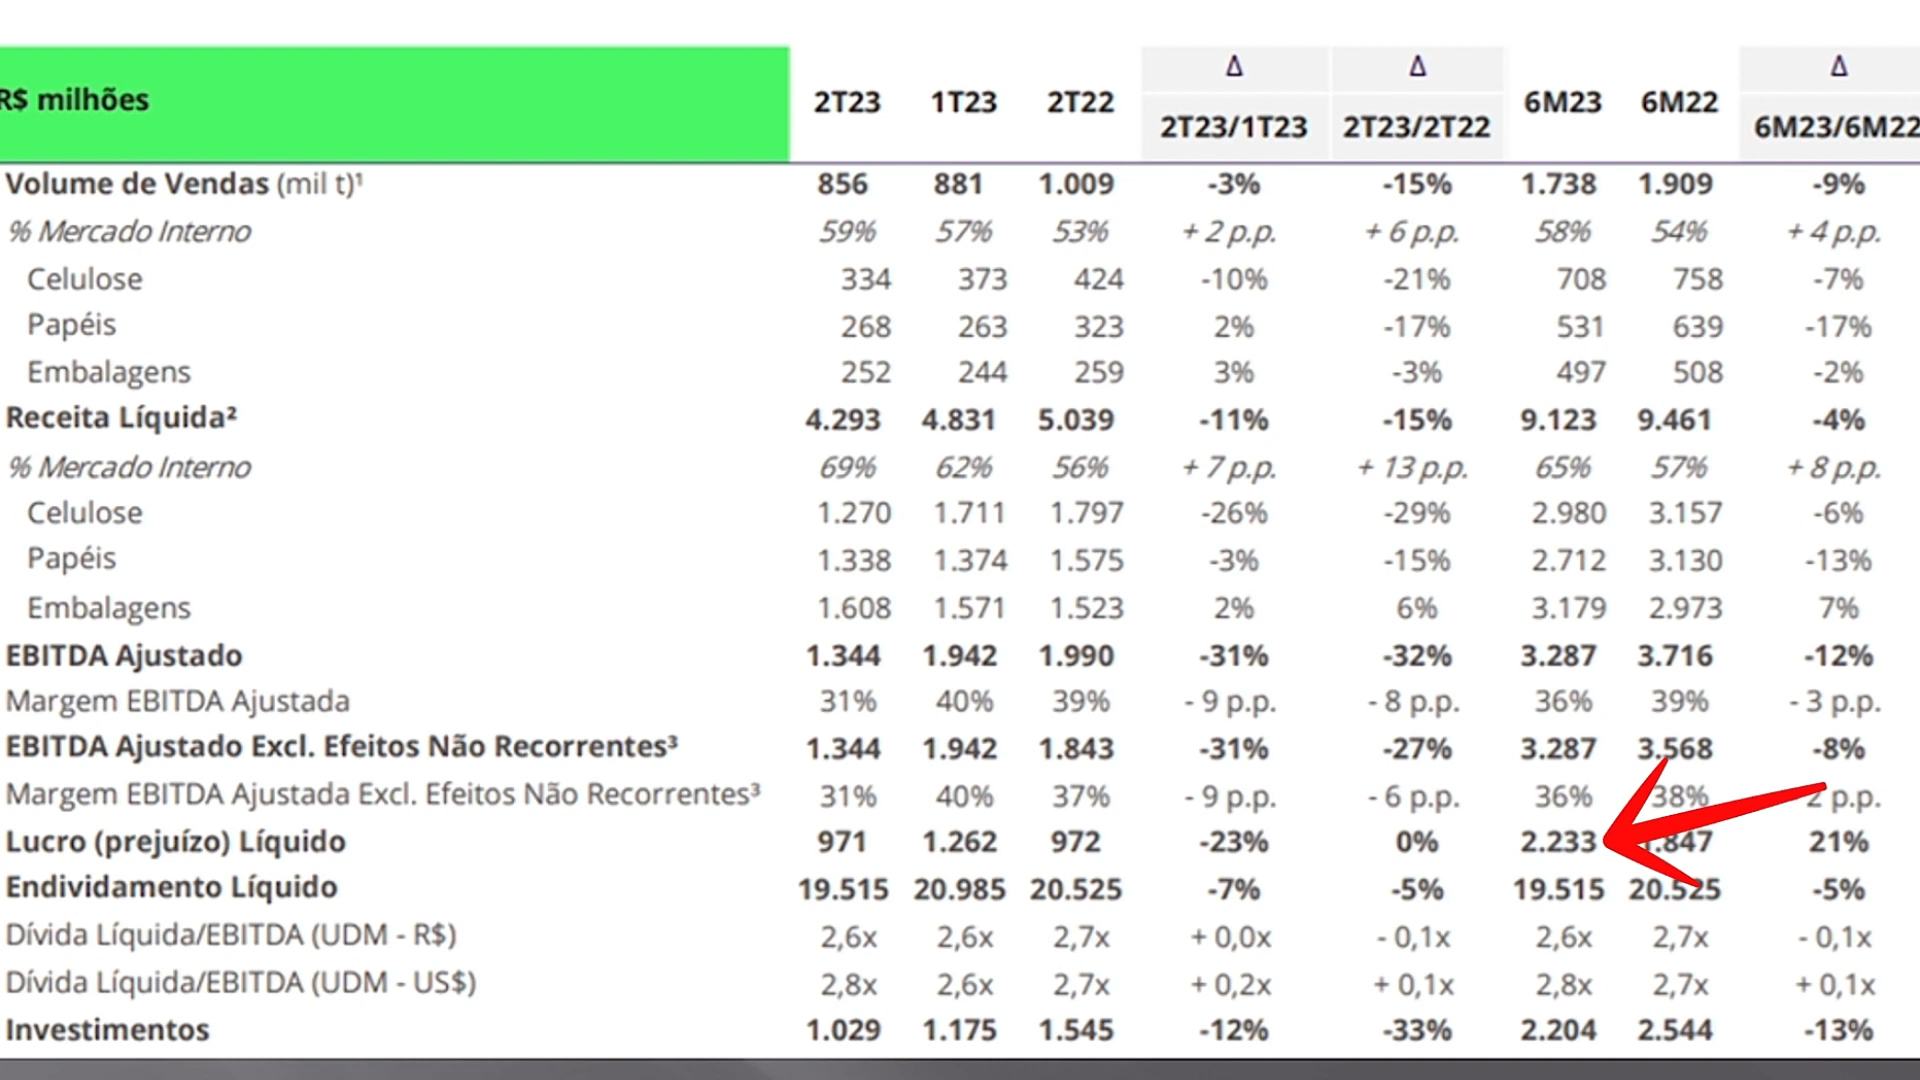 R$ milhões 2T23 1T23 2T22 Δ 2T23/1T23 Δ 2T23/2T22 6M23 6M22 Δ 6M23/6M22
Volume de Vendas (mil t)¹ 856 881 1.009 -3% -15% 1.738 1.909 -9%
% Mercado Interno 59% 57% 53% + 2 p.p. + 6 p.p. 58% 54% + 4 p.p.
Celulose 334 373 424 -10% -21% 708 758 -7%
Papéis 268 263 323 2% -17% 531 639 -17%
Embalagens 252 244 259 3% -3% 497 508 -2%
Receita Líquida² 4.293 4.831 5.039 -11% -15% 9.123 9.461 -4%
% Mercado Interno 69% 62% 56% + 7 p.p. + 13 p.p. 65% 57% + 8 p.p.
Celulose 1.270 1.711 1.797 -26% -29% 2.980 3.157 -6%
Papéis 1.338 1.374 1.575 -3% -15% 2.712 3.130 -13%
Embalagens 1.608 1.571 1.523 2% 6% 3.179 2.973 7%
EBITDA Ajustado 1.344 1.942 1.990 -31% -32% 3.287 3.716 -12%
Margem EBITDA Ajustada 31% 40% 39% - 9 p.p. - 8 p.p. 36% 39% - 3 p.p.
EBITDA Ajustado Excl. Efeitos Não Recorrentes³ 1.344 1.942 1.843 -31% -27% 3.287 3.568 -8%
Margem EBITDA Ajustada Excl. Efeitos Não Recorrentes³ 31% 40% 37% - 9 p.p. - 6 p.p. 36% 38% 2 p.p.
Lucro (prejuízo) Líquido 971 1.262 972 -23% 0% 2.233 1.847 21%
Endividamento Líquido 19.515 20.985 20.525 -7% -5% 19.515 20.525 -5%
Dívida Líquida/EBITDA (UDM - R$) 2,6x 2,6x 2,7x + 0,0x - 0,1x 2,6x 2,7x - 0,1x
Dívida Líquida/EBITDA (UDM - US$) 2,8x 2,6x 2,7x + 0,2x + 0,1x 2,8x 2,7x + 0,1x
Investimentos 1.029 1.175 1.545 -12% -33% 2.204 2.544 -13%